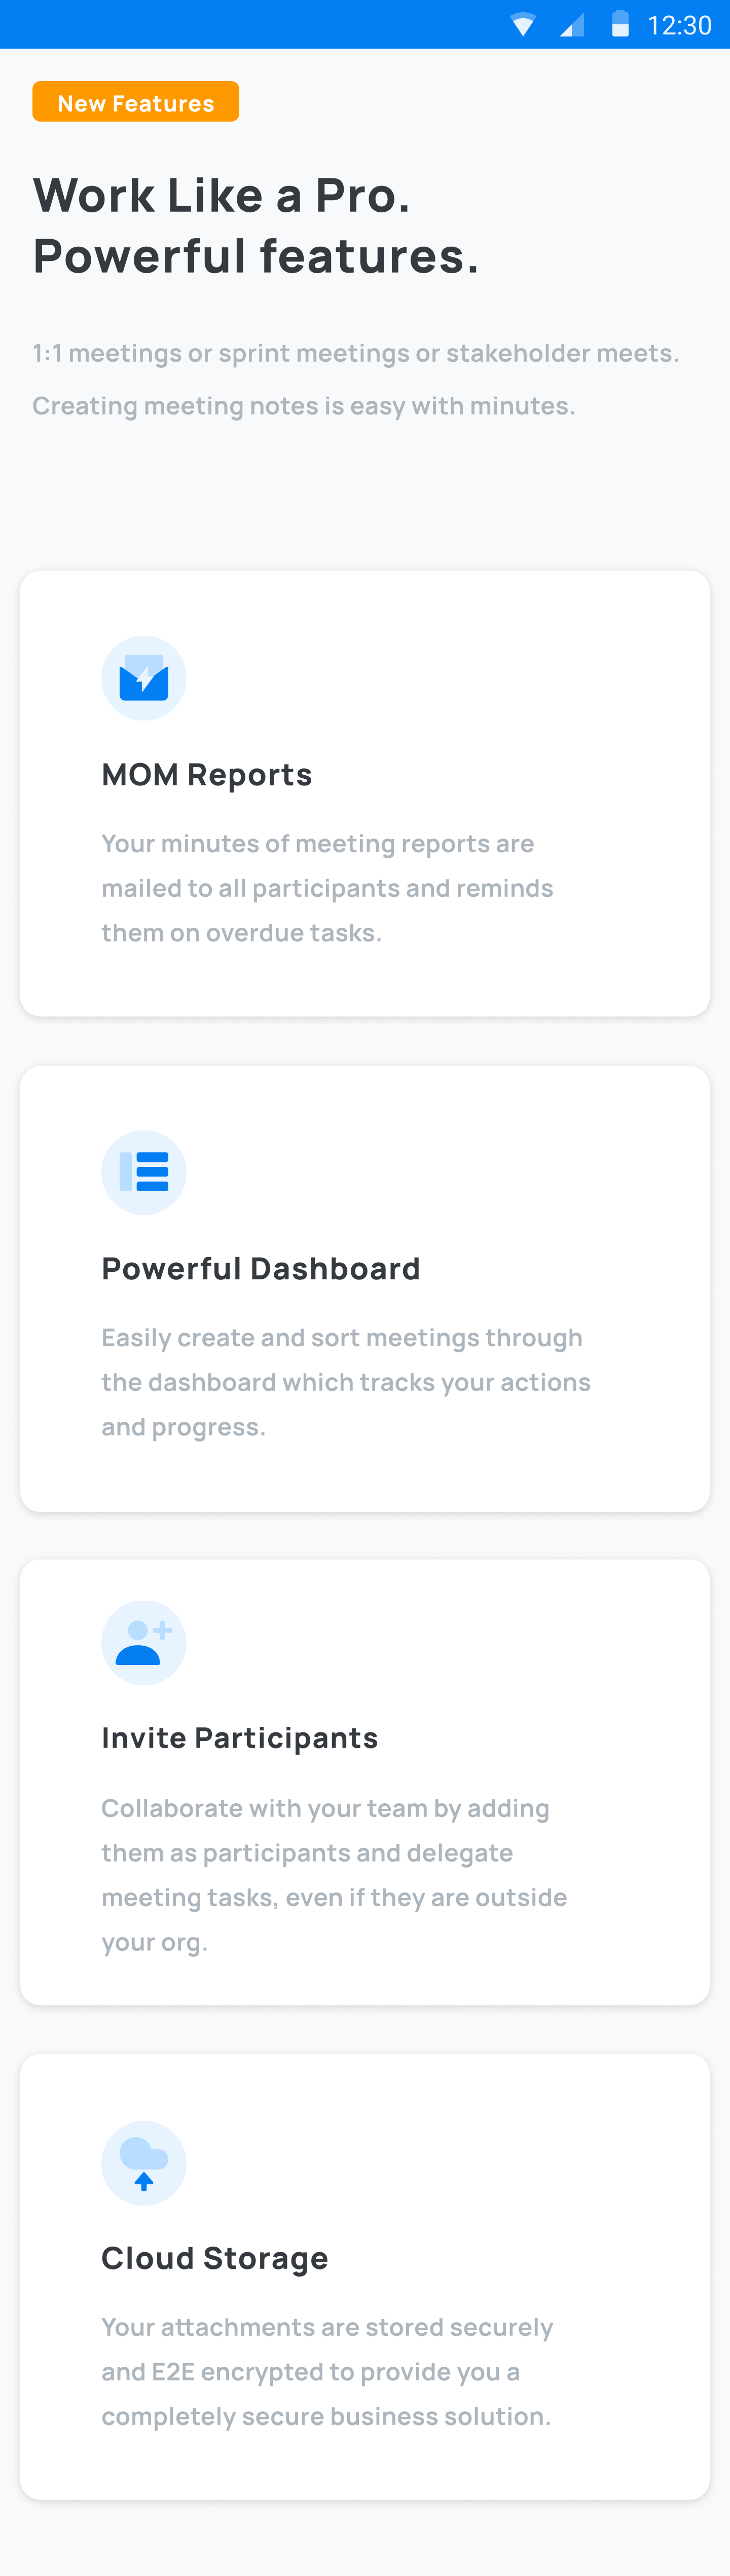 12:30
New Features
Work Like a Pro.
Powerful features.
1:1 meetings or sprint meetings or stakeholder meets.
Creating meeting notes is easy with minutes.
MOM Reports
Your minutes of meeting reports are
mailed to all participants and reminds
them on overdue tasks.
Powerful Dashboard
Easily create and sort meetings through
the dashboard which tracks your actions
and progress.
Invite Participants
Collaborate with your team by adding
them as participants and delegate
meeting tasks, even if they are outside
your org.
Cloud Storage
Your attachments are stored securely
and E2E encrypted to provide you a
completely secure business solution.